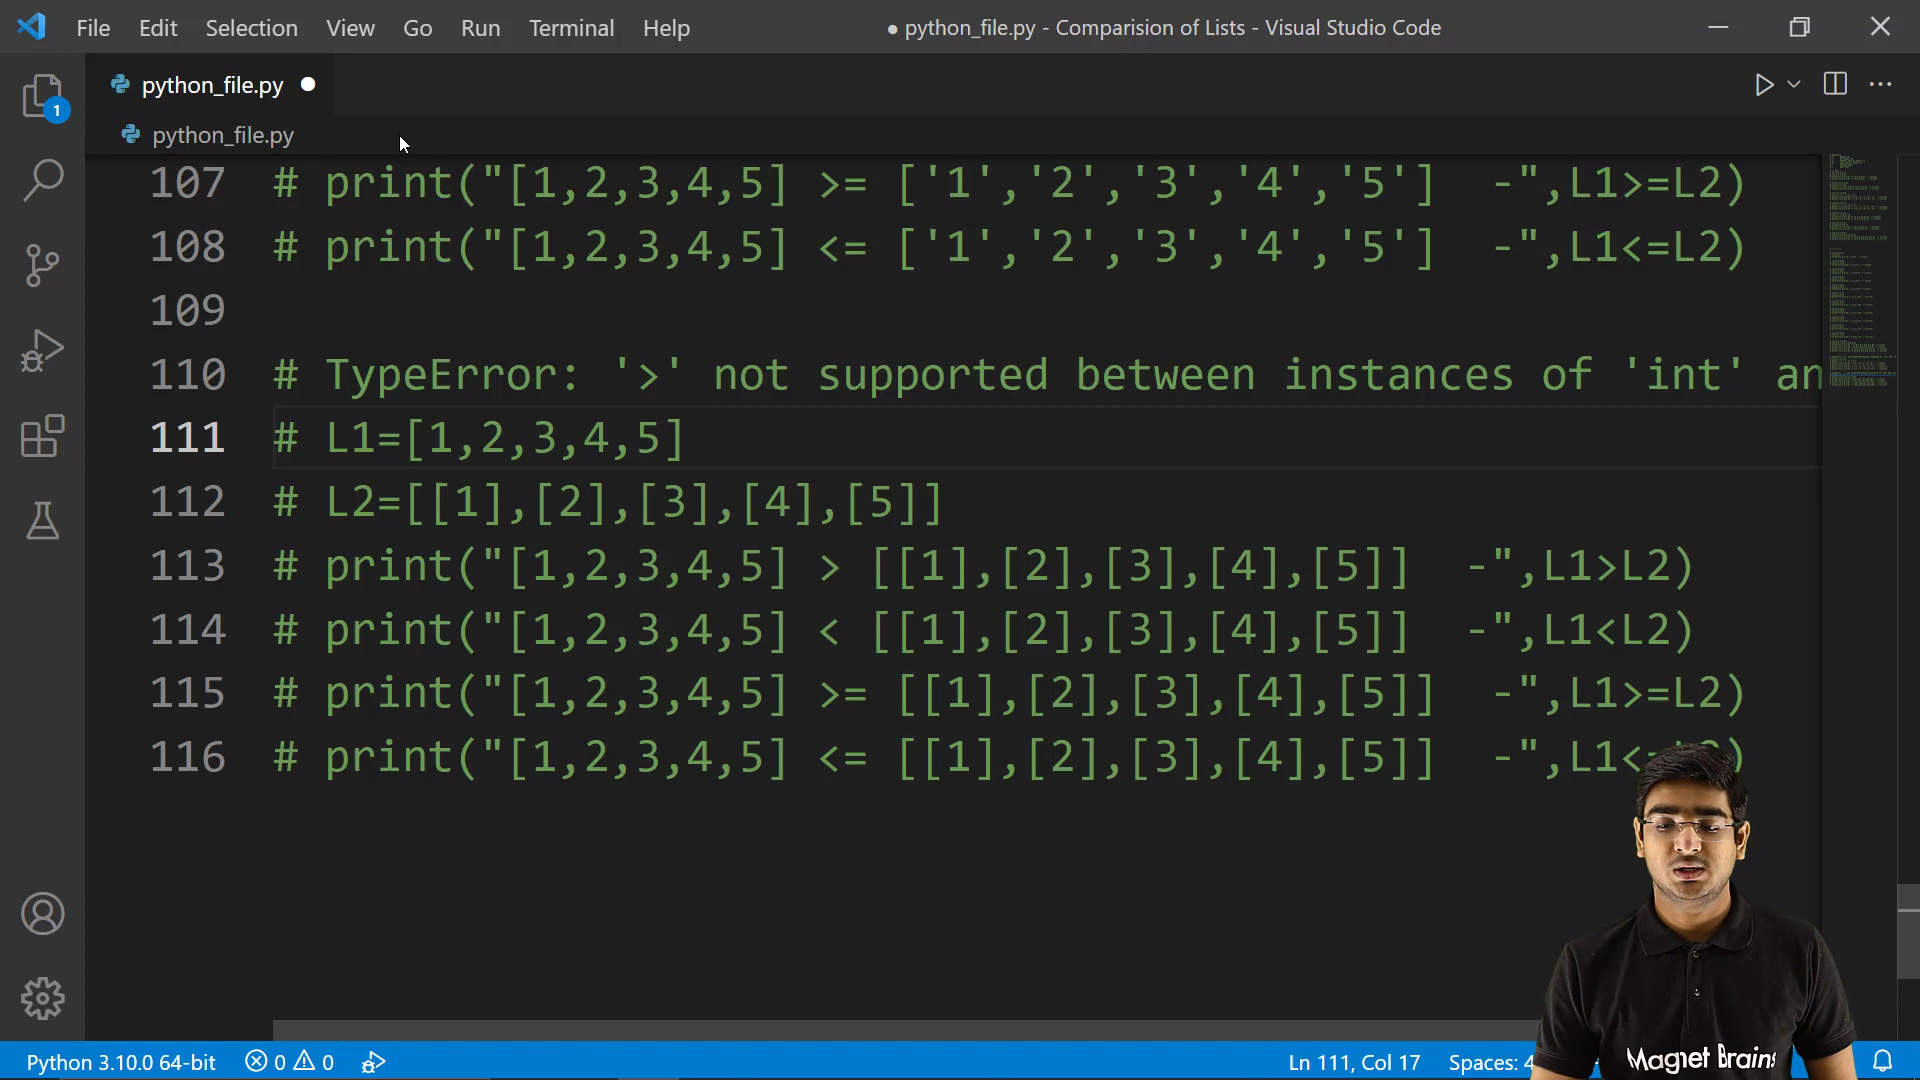 File Edit Selection View Go Run Terminal Help ● python_file.py - Comparision of Lists - Visual Studio Code
python_file.py
1
python_file.py
107 # print("[1,2,3,4,5] >= ['1','2','3','4','5']  -",L1>=L2)
108 # print("[1,2,3,4,5] <= ['1','2','3','4','5']  -",L1<=L2)
109
110 # TypeError: '>' not supported between instances of 'int' an
111 # L1=[1,2,3,4,5]
112 # L2=[[1],[2],[3],[4],[5]]
113 # print("[1,2,3,4,5] > [[1],[2],[3],[4],[5]]  -",L1>L2)
114 # print("[1,2,3,4,5] < [[1],[2],[3],[4],[5]]  -",L1<L2)
115 # print("[1,2,3,4,5] >= [[1],[2],[3],[4],[5]]  -",L1>=L2)
116 # print("[1,2,3,4,5] <= [[1],[2],[3],[4],[5]]  -",L1<=L2)
Magnet Brains
Python 3.10.0 64-bit 0 0 Ln 111, Col 17 Spaces: 4